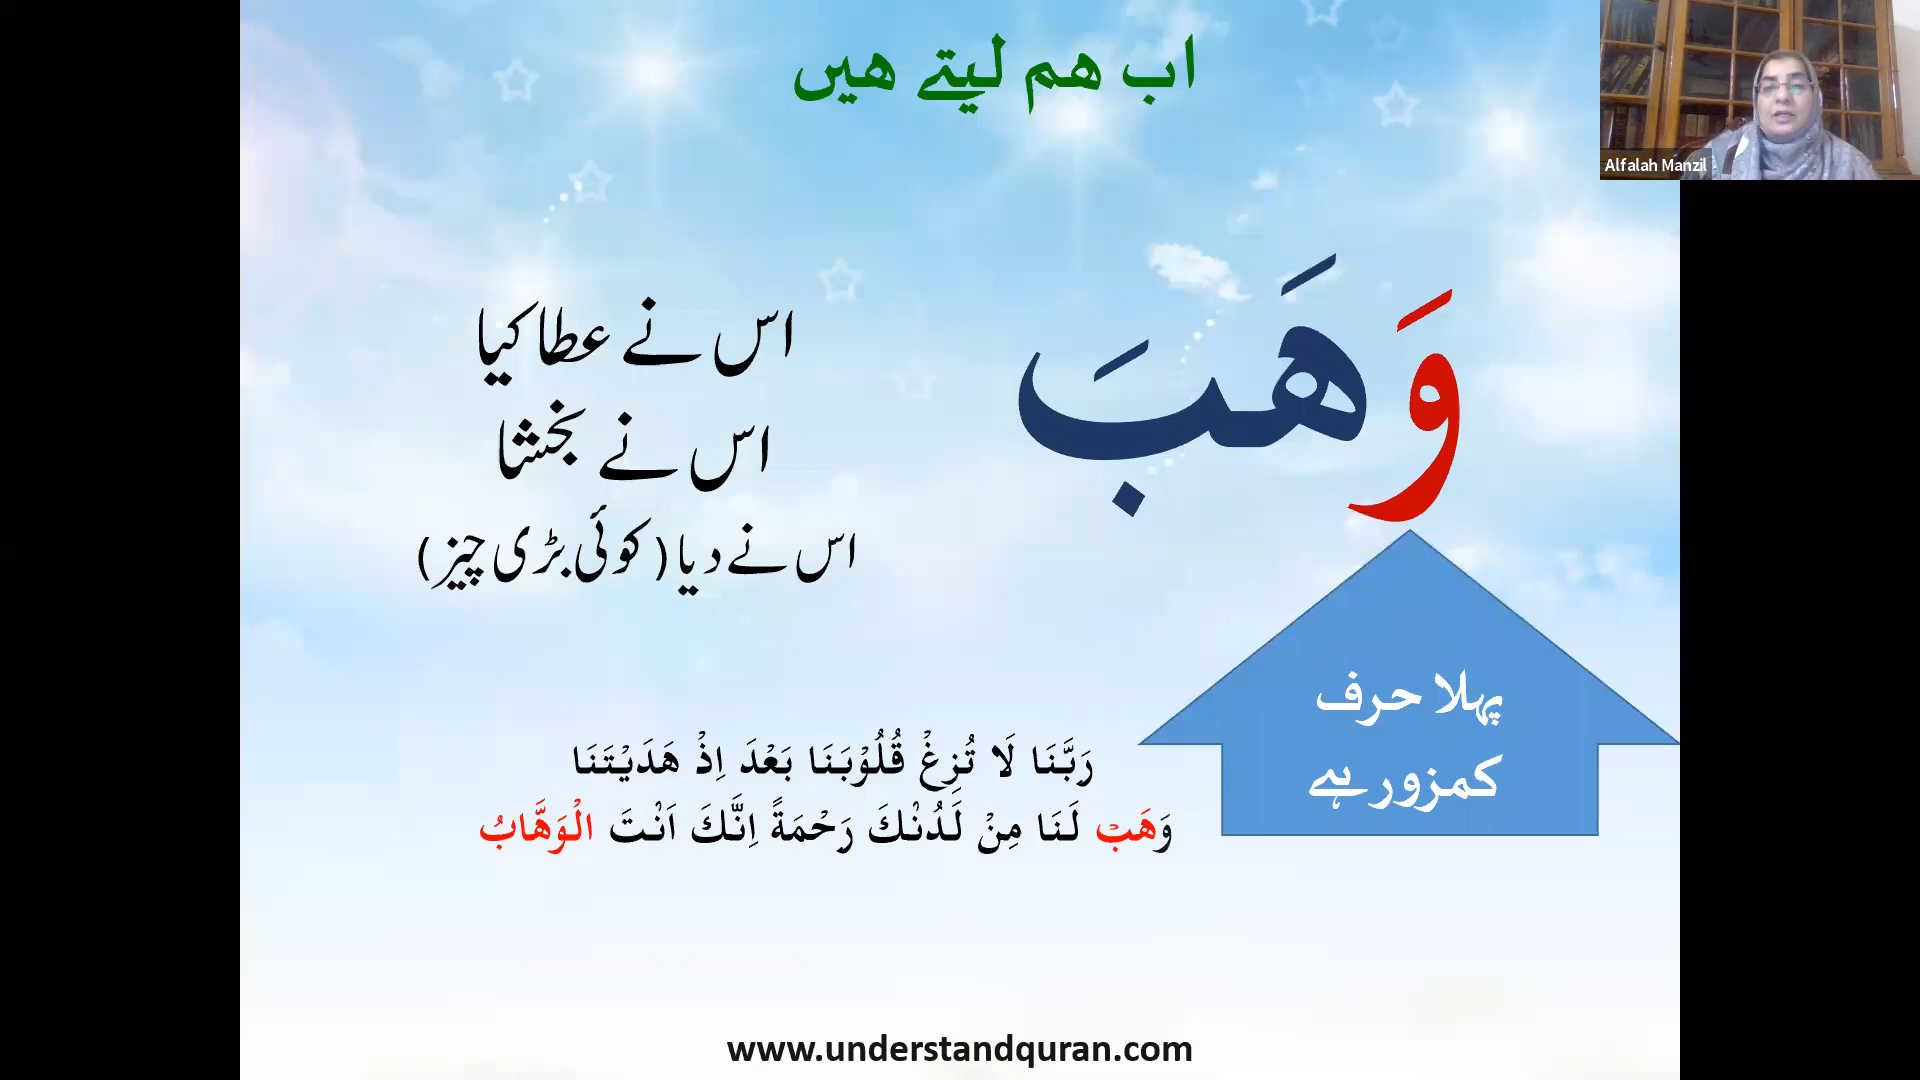 اب ہم لیتے ہیں
Alfalah Manzil
وَهَبَ
اس نے عطا کیا
اس نے بخشا
اس نے دیا (کوئی بڑی چیز)
پہلا حرف
کمزور ہے
رَبَّنَا لَا تُزِغْ قُلُوْبَنَا بَعْدَ اِذْ هَدَيْتَنَا
وَهَبْ لَنَا مِنْ لَّدُنْكَ رَحْمَةً اِنَّكَ اَنْتَ الْوَهَّابُ
www.understandquran.com